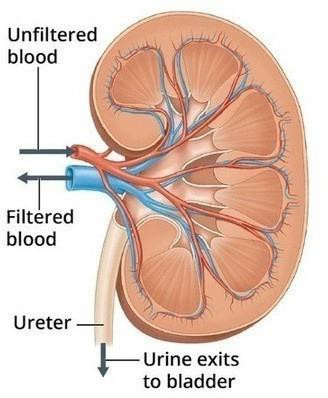 Unfiltered
blood
Filtered
blood
Ureter
Urine exits
to bladder